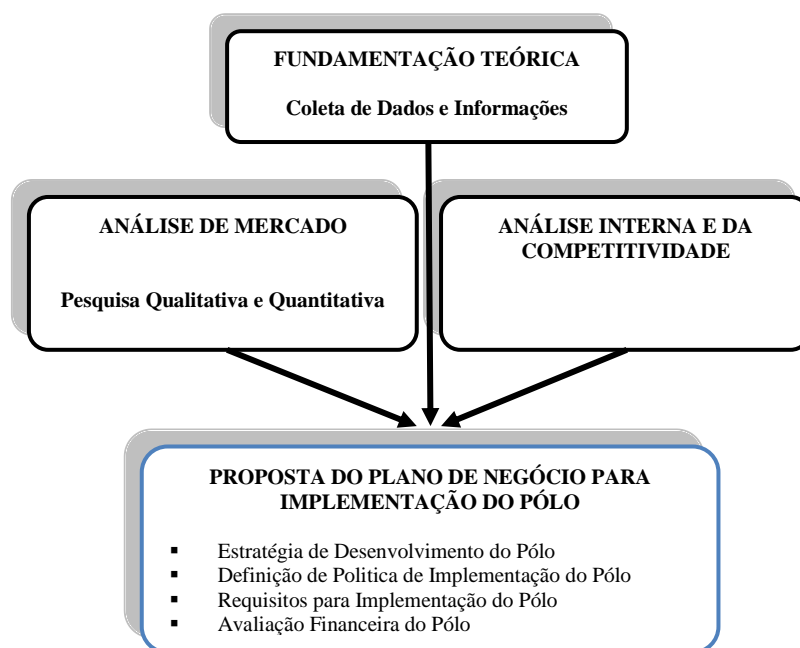 FUNDAMENTAÇÃO TEÓRICA
Coleta de Dados e Informações
ANÁLISE DE MERCADO
Pesquisa Qualitativa e Quantitativa
ANÁLISE INTERNA E DA
COMPETITIVIDADE
PROPOSTA DO PLANO DE NEGÓCIO PARA
IMPLEMENTAÇÃO DO PÓLO
▪ Estratégia de Desenvolvimento do Pólo
▪ Definição de Politica de Implementação do Pólo
▪ Requisitos para Implementação do Pólo
▪ Avaliação Financeira do Pólo